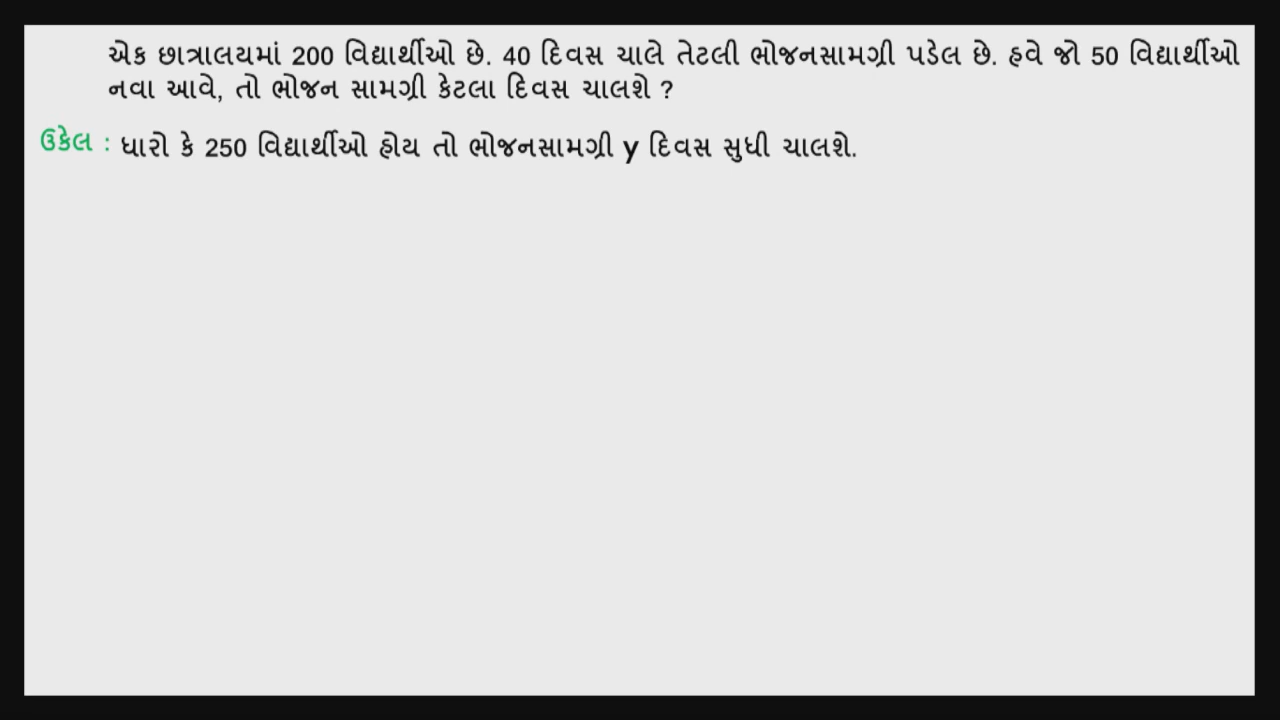 એક છાત્રાલયમાં 200 વિદ્યાર્થીઓ છે. 40 દિવસ ચાલે તેટલી ભોજનસામગ્રી પડેલ છે. હવે જો 50 વિદ્યાર્થીઓ
નવા આવે, તો ભોજન સામગ્રી કેટલા દિવસ ચાલશે ?
ઉકેલ : ધારો કે 250 વિદ્યાર્થીઓ હોય તો ભોજનસામગ્રી y દિવસ સુધી ચાલશે.